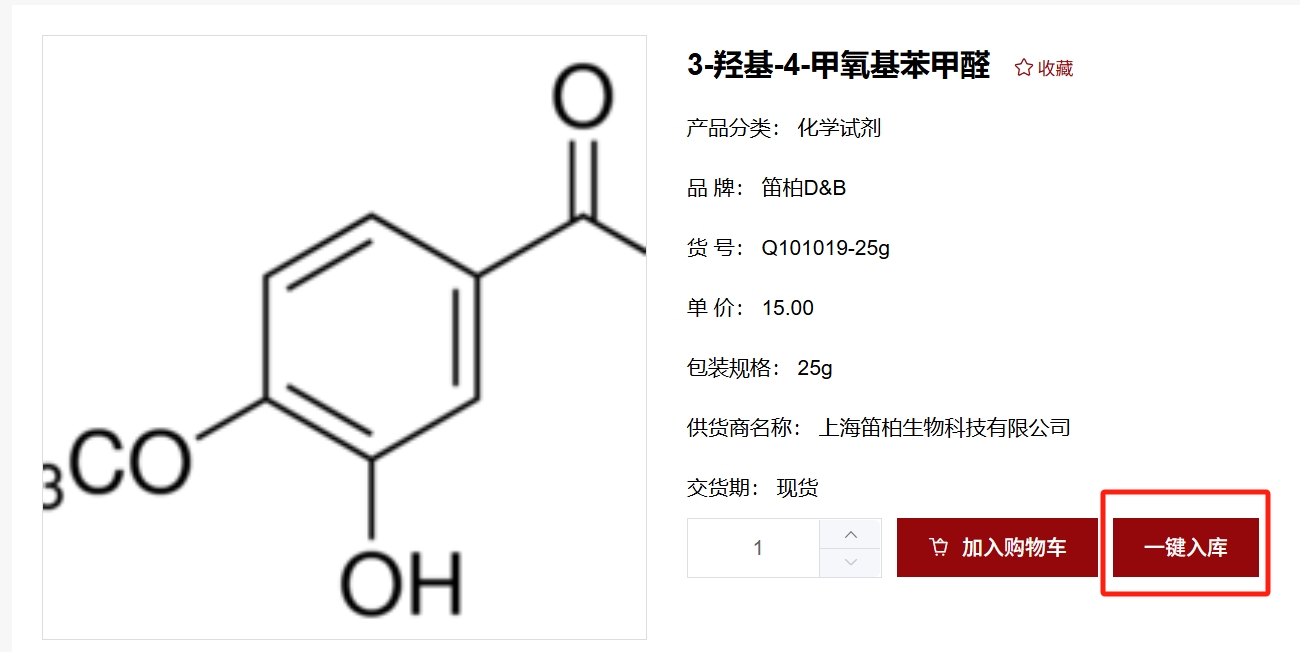 3-羟基-4-甲氧基苯甲醛
收藏
产品分类： 化学试剂
品 牌： 笛柏D&B
货 号： Q101019-25g
单 价： 15.00
包装规格： 25g
供货商名称： 上海笛柏生物科技有限公司
交货期： 现货
1
加入购物车
一键入库
O
3CO
OH